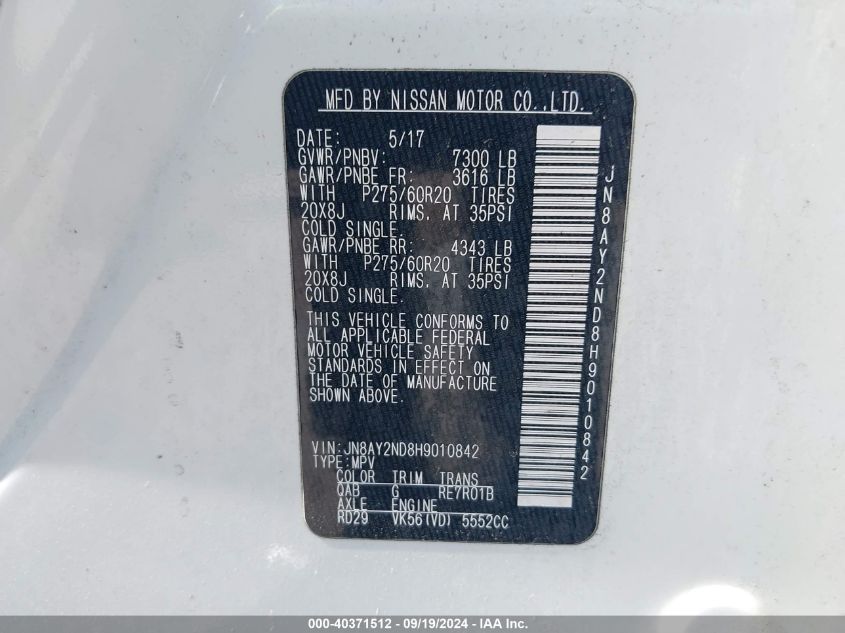 MFD BY NISSAN MOTOR CO.,LTD.
DATE: 5/17
GVWR/PNBV: 7300 LB
GAWR/PNBE FR: 3616 LB
WITH P275/60R20 TIRES
20X8J RIMS. AT 35PSI
COLD SINGLE.
GAWR/PNBE RR: 4343 LB
WITH P275/60R20 TIRES
20X8J RIMS. AT 35PSI
COLD SINGLE.
THIS VEHICLE CONFORMS TO
ALL APPLICABLE FEDERAL
MOTOR VEHICLE SAFETY
STANDARDS IN EFFECT ON
THE DATE OF MANUFACTURE
SHOWN ABOVE.
VIN:JN8AY2ND8H9010842
TYPE:MPV
COLOR TRIM TRANS
QAB G RE7R01B
AXLE ENGINE
RD29 VK56(VD) 5552CC
JN8AY2ND8H9010842
000-40371512 - 09/19/2024 - IAA Inc.